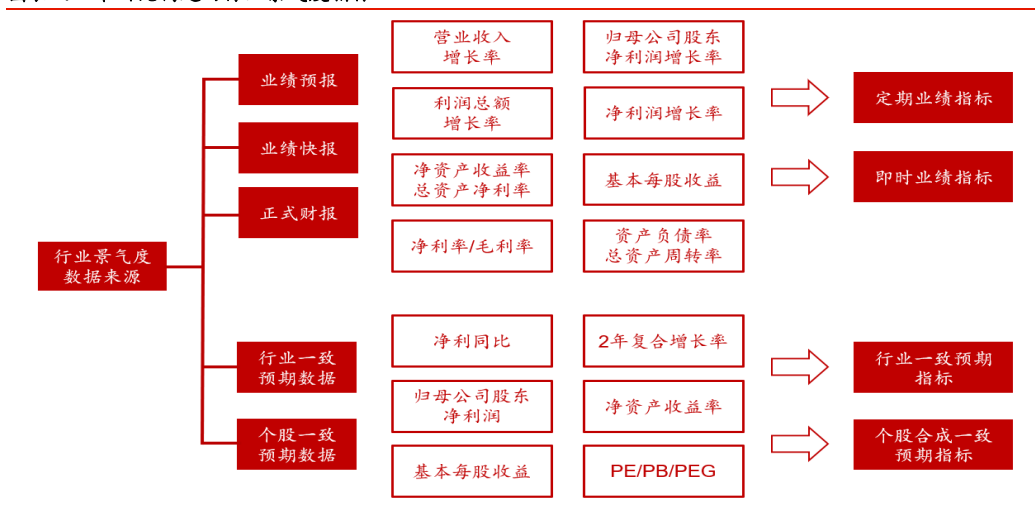 营业收入
增长率
归母公司股东
净利润增长率
业绩预报
利润总额
增长率
净利润增长率
定期业绩指标
业绩快报
净资产收益率
总资产净利率
基本每股收益
即时业绩指标
正式财报
净利率/毛利率
资产负债率
总资产周转率
行业景气度
数据来源
净利同比
2年复合增长率
行业一致
预期数据
行业一致预期
指标
归母公司股东
净利润
净资产收益率
个股一致
预期数据
个股合成一致
预期指标
基本每股收益
PE/PB/PEG